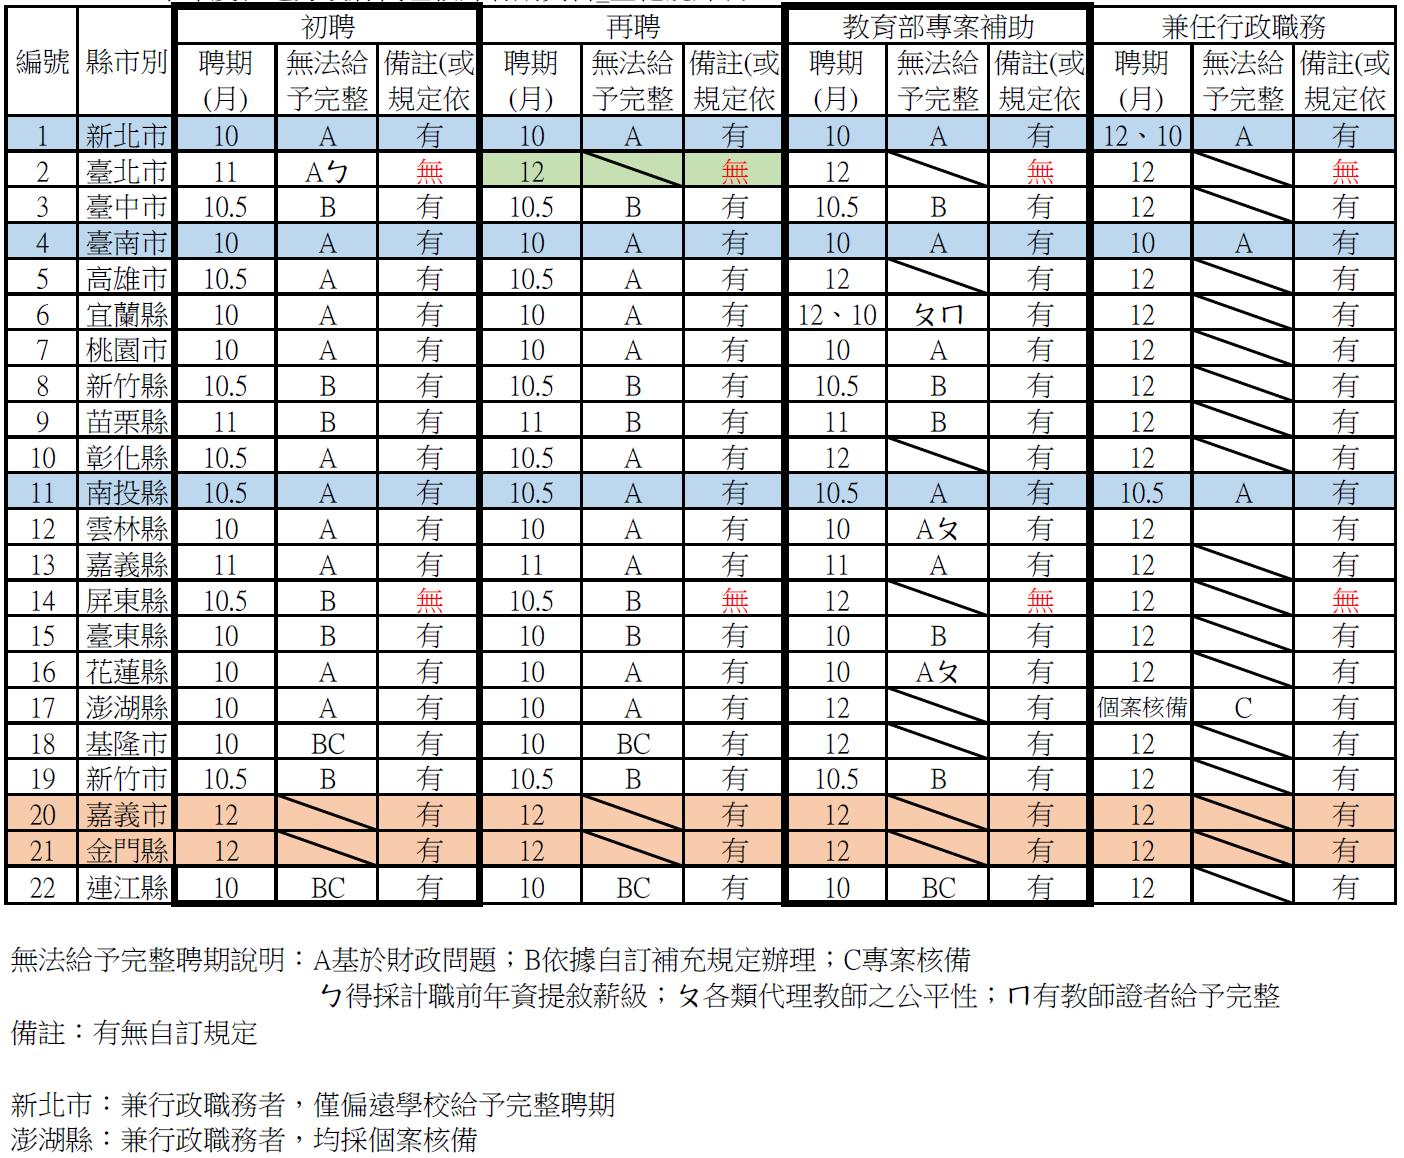 初聘 再聘 教育部專案補助 兼任行政職務
編號 縣市別 聘期(月) 無法給予完整 備註(或規定依 聘期(月) 無法給予完整 備註(或規定依 聘期(月) 無法給予完整 備註(或規定依 聘期(月) 無法給予完整 備註(或規定依
1 新北市 10 A 有 10 A 有 10 A 有 12、10 A 有
2 臺北市 11 Aㄅ 無 12 無 12 無 12 無
3 臺中市 10.5 B 有 10.5 B 有 10.5 B 有 12 有
4 臺南市 10 A 有 10 A 有 10 A 有 10 A 有
5 高雄市 10.5 A 有 10.5 A 有 12 有 12 有
6 宜蘭縣 10 A 有 10 A 有 12、10 ㄆㄇ 有 12 有
7 桃園市 10 A 有 10 A 有 10 A 有 12 有
8 新竹縣 10.5 B 有 10.5 B 有 10.5 B 有 12 有
9 苗栗縣 11 B 有 11 B 有 11 B 有 12 有
10 彰化縣 10.5 A 有 10.5 A 有 12 有 12 有
11 南投縣 10.5 A 有 10.5 A 有 10.5 A 有 10.5 A 有
12 雲林縣 10 A 有 10 A 有 10 Aㄆ 有 12 有
13 嘉義縣 11 A 有 11 A 有 11 A 有 12 有
14 屏東縣 10.5 B 無 10.5 B 無 12 無 12 無
15 臺東縣 10 B 有 10 B 有 10 B 有 12 有
16 花蓮縣 10 A 有 10 A 有 10 Aㄆ 有 12 有
17 澎湖縣 10 A 有 10 A 有 12 有 個案核備 C 有
18 基隆市 10 BC 有 10 BC 有 12 有 12 有
19 新竹市 10.5 B 有 10.5 B 有 10.5 B 有 12 有
20 嘉義市 12 有 12 有 12 有 12 有
21 金門縣 12 有 12 有 12 有 12 有
22 連江縣 10 BC 有 10 BC 有 10 BC 有 12 有
無法給予完整聘期說明：A基於財政問題；B依據自訂補充規定辦理；C專案核備
ㄅ得採計職前年資提敘薪級；ㄆ各類代理教師之公平性；ㄇ有教師證者給予完整
備註：有無自訂規定
新北市：兼行政職務者，僅偏遠學校給予完整聘期
澎湖縣：兼行政職務者，均採個案核備